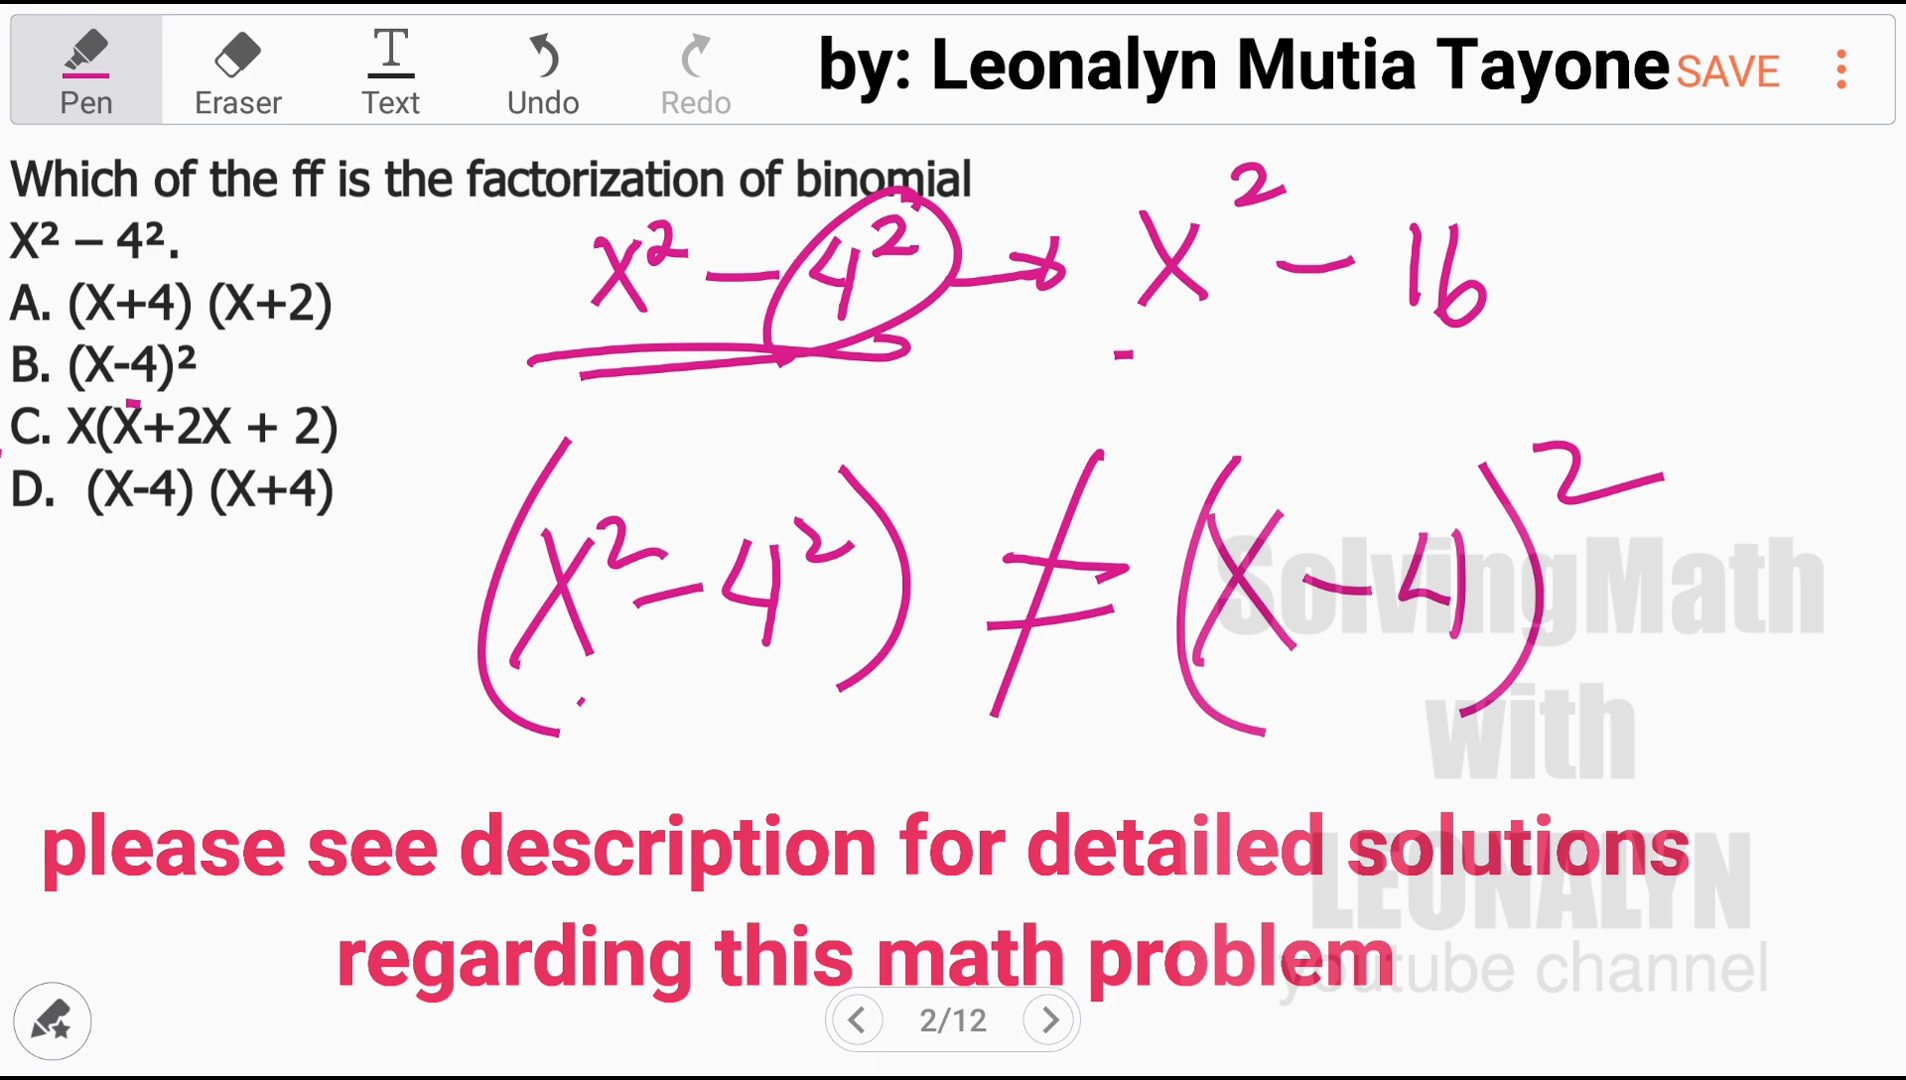 Pen Eraser Text Undo Redo by: Leonalyn Mutia Tayone SAVE
Which of the ff is the factorization of binomial
X² – 4².
x² – 4² → x² – 16
A. (X+4) (X+2)
B. (X-4)²
C. X(X+2X + 2)
D. (X-4) (X+4)
(x² – 4²) ≠ (x – 4)²
SolvingMath
with
LEONALYN
youtube channel
please see description for detailed solutions
regarding this math problem
2/12